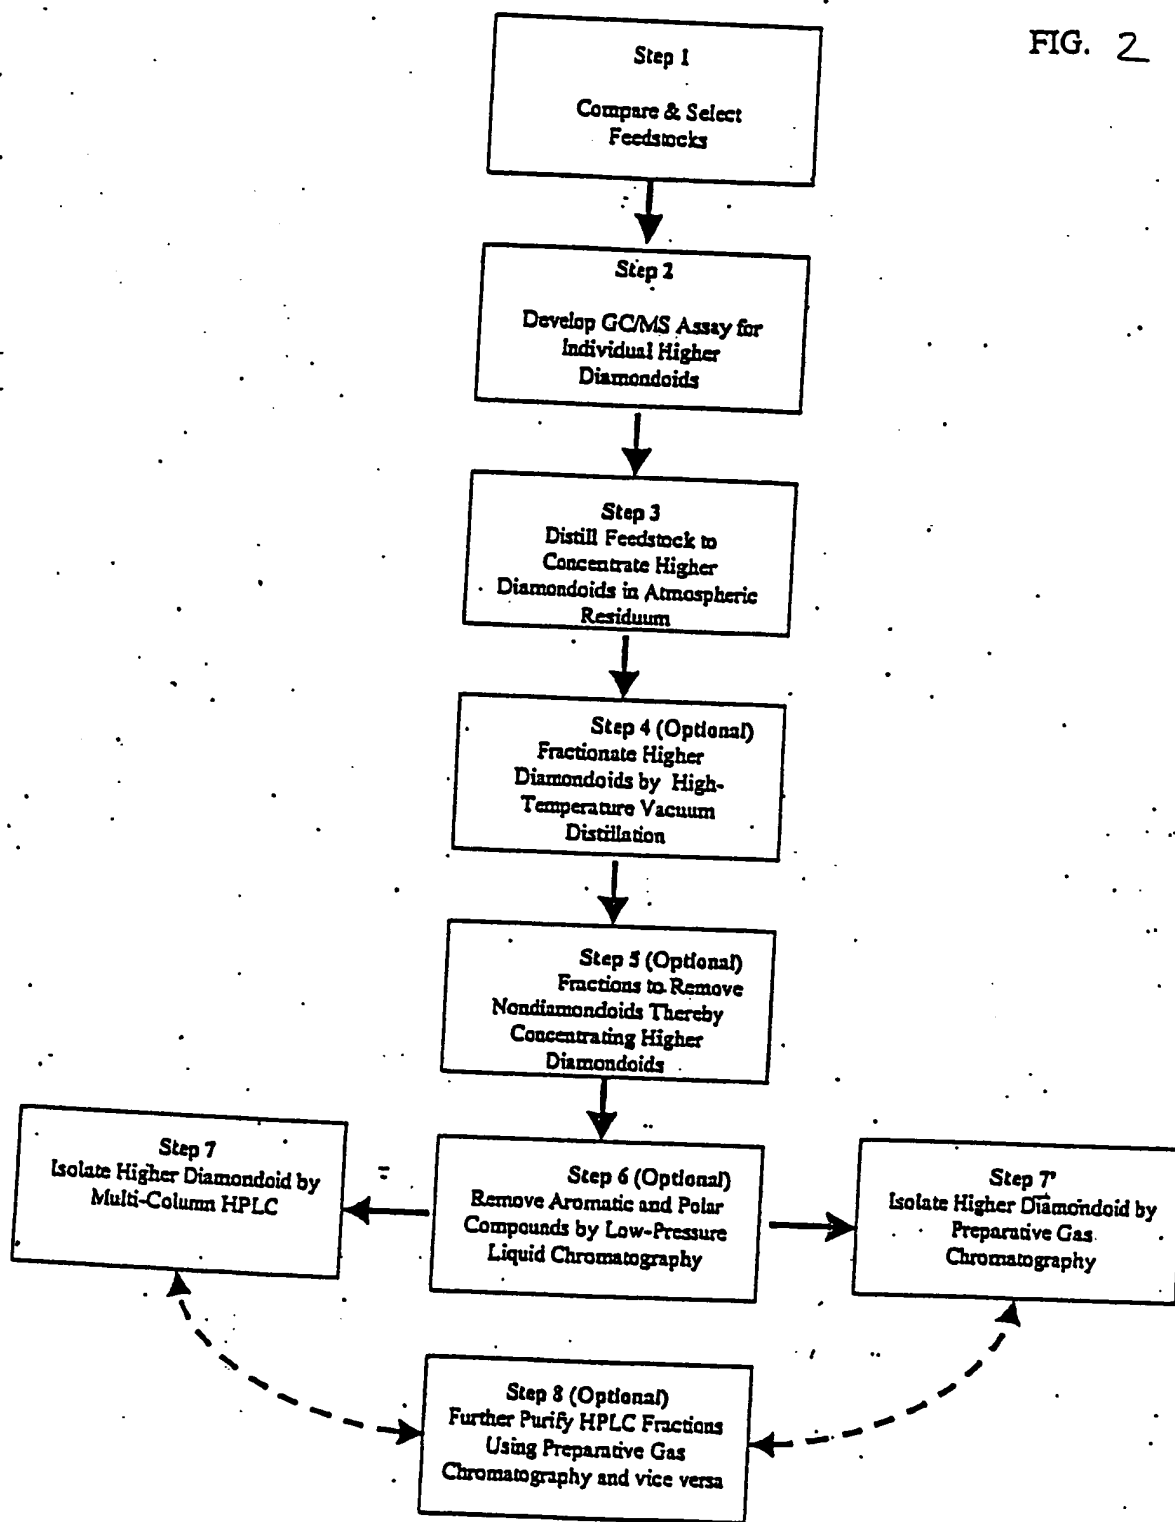 FIG. 2
Step 1
Compare & Select
Feedstocks
Step 2
Develop GC/MS Assay for
Individual Higher
Diamondoids
Step 3
Distill Feedstock to
Concentrate Higher
Diamondoids in Atmospheric
Residuum
Step 4 (Optional)
Fractionate Higher
Diamondoids by High-
Temperature Vacuum
Distillation
Step 5 (Optional)
Fractions to Remove
Nondiamondoids Thereby
Concentrating Higher
Diamondoids
Step 6 (Optional)
Remove Aromatic and Polar
Compounds by Low-Pressure
Liquid Chromatography
Step 7
Isolate Higher Diamondoid by
Multi-Column HPLC
Step 7'
Isolate Higher Diamondoid by
Preparative Gas
Chromatography
Step 8 (Optional)
Further Purify HPLC Fractions
Using Preparative Gas
Chromatography and vice versa